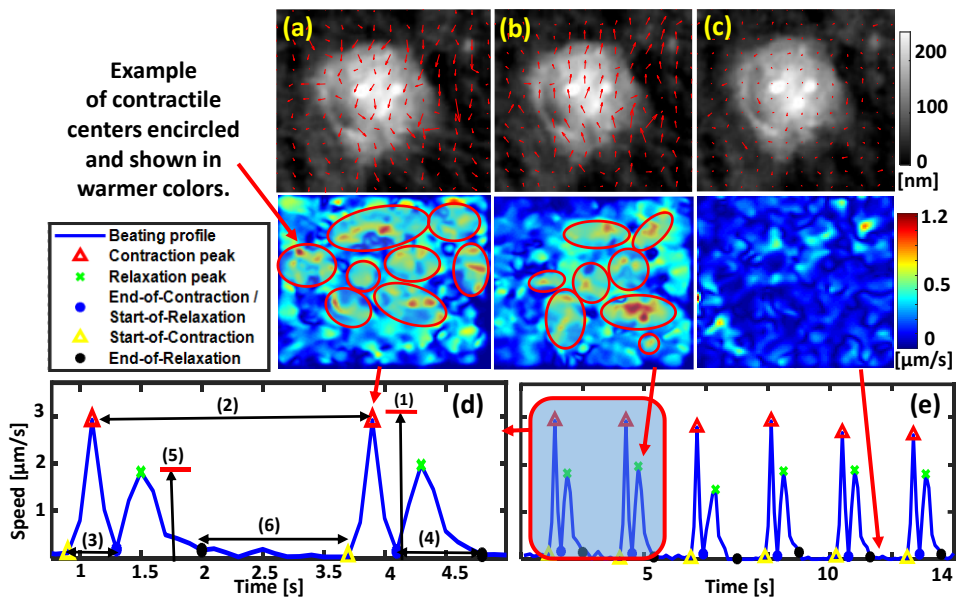 (a)
(b)
(c)
200
100
0
[nm]
Example
of contractile
centers encircled
and shown in
warmer colors.
Beating profile
Contraction peak
Relaxation peak
End-of-Contraction /
Start-of-Relaxation
Start-of-Contraction
End-of-Relaxation
1.2
0.5
0
[µm/s]
(d)
(1)
(2)
(3)
(4)
(5)
(6)
Speed [µm/s]
3
2
1
1
1.5
2
2.5
3.5
4
4.5
Time [s]
(e)
5
10
12
14
Time [s]